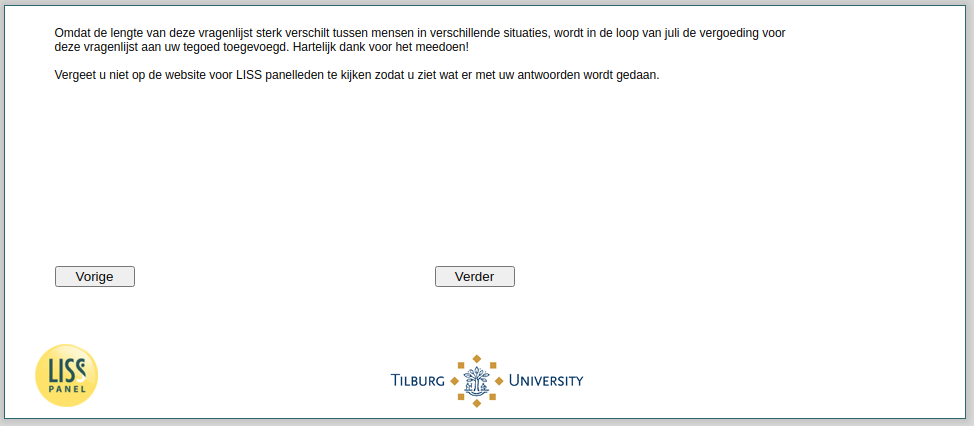 Omdat de lengte van deze vragenlijst sterk verschilt tussen mensen in verschillende situaties, wordt in de loop van juli de vergoeding voor
deze vragenlijst aan uw tegoed toegevoegd. Hartelijk dank voor het meedoen!
Vergeet u niet op de website voor LISS panelleden te kijken zodat u ziet wat er met uw antwoorden wordt gedaan.
Vorige
Verder
LISS
PANEL
TILBURG UNIVERSITY